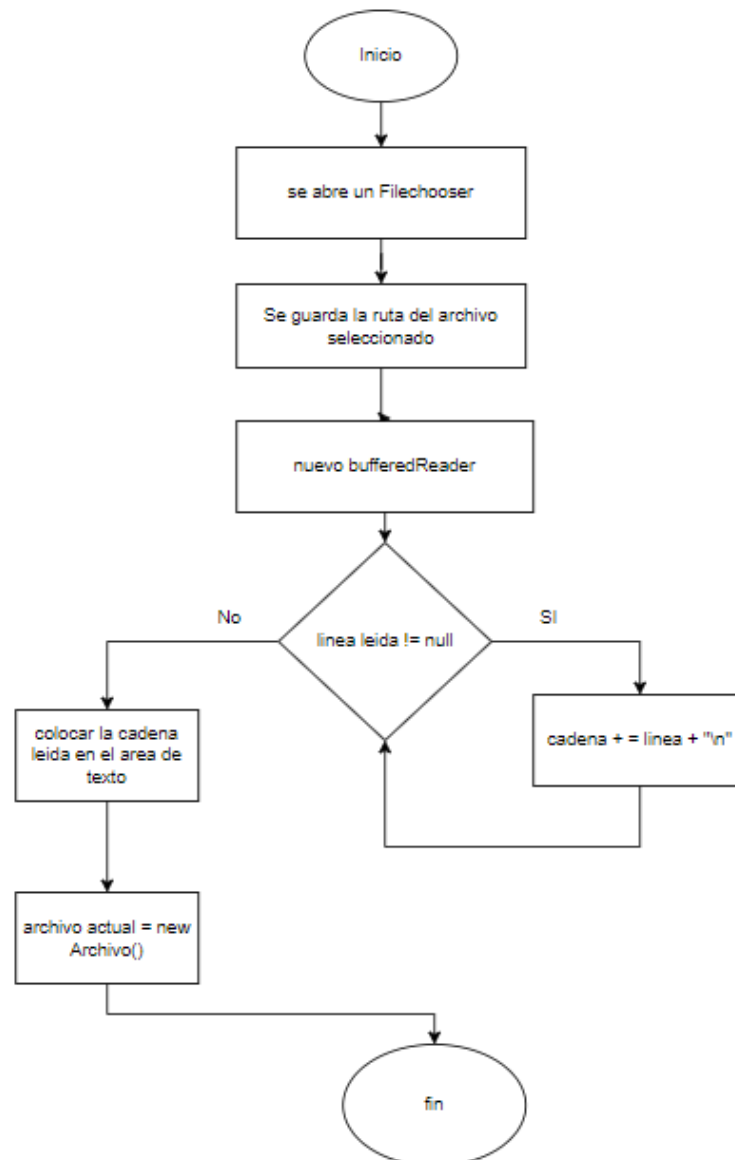 Inicio
se abre un Filechooser
Se guarda la ruta del archivo
seleccionado
nuevo bufferedReader
No
linea leida != null
SI
colocar la cadena
leida en el area de
texto
cadena + = linea + "\n"
archivo actual = new
Archivo()
fin